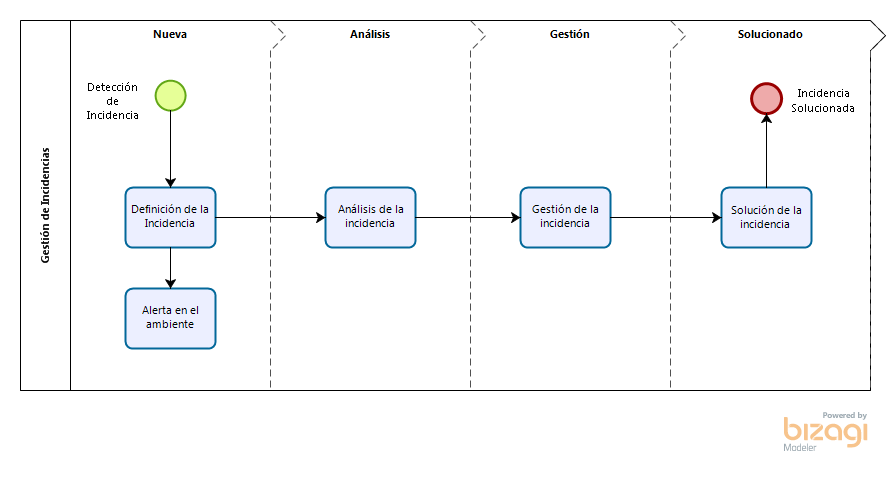 Nueva
Análisis
Gestión
Solucionado
Gestión de Incidencias
Detección
de
Incidencia
Incidencia
Solucionada
Definición de la
Incidencia
Análisis de la
incidencia
Gestión de la
incidencia
Solución de la
incidencia
Alerta en el
ambiente
Powered by
bizagi
Modeler